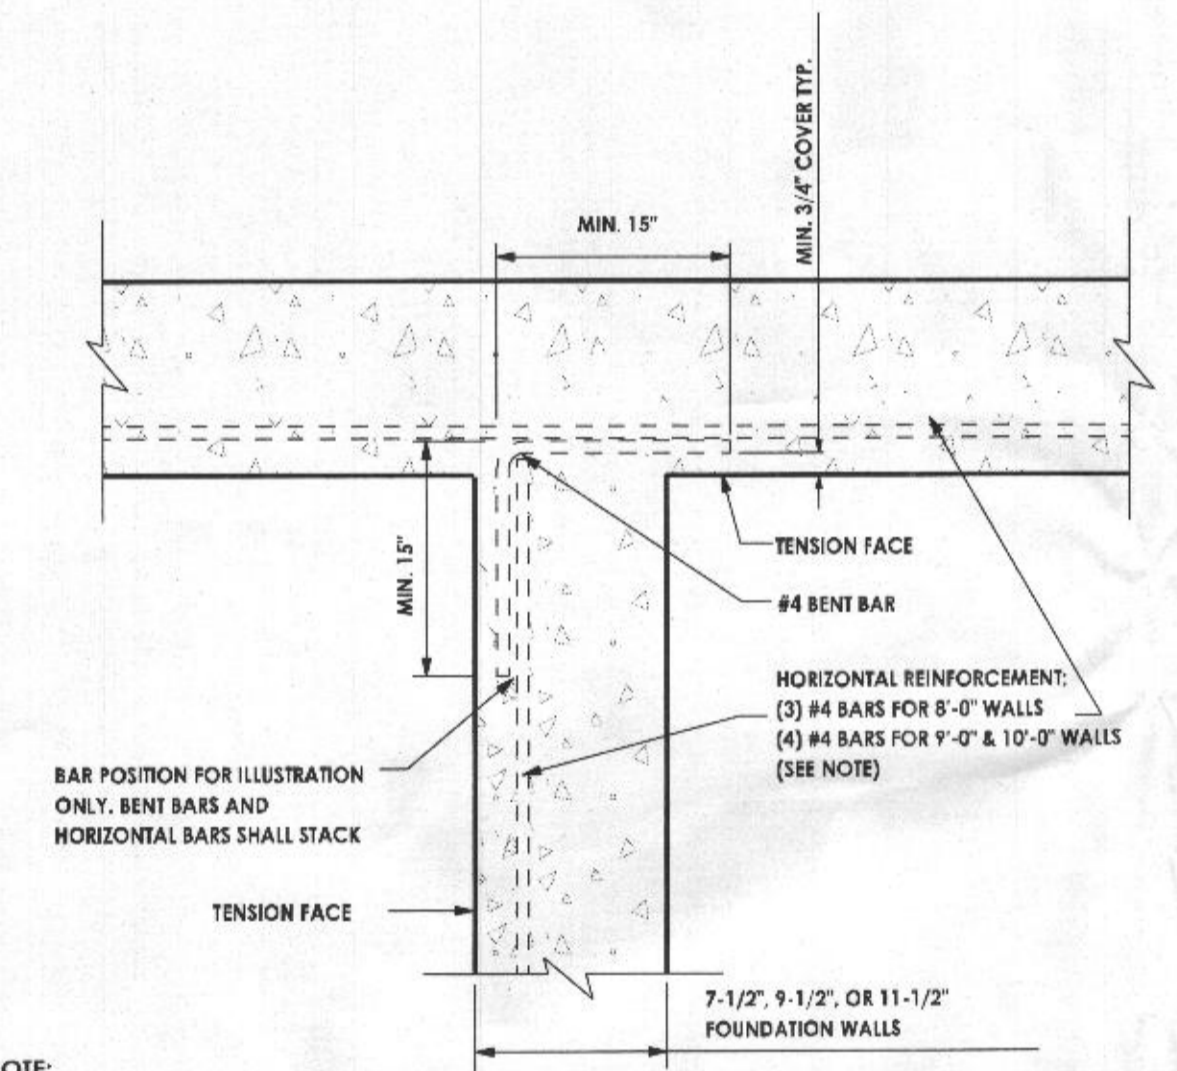 MIN. 3/4" COVER TYP.
MIN. 15"
MIN. 15"
TENSION FACE
#4 BENT BAR
HORIZONTAL REINFORCEMENT:
(3) #4 BARS FOR 8'-0" WALLS
(4) #4 BARS FOR 9'-0" & 10'-0" WALLS
(SEE NOTE)
BAR POSITION FOR ILLUSTRATION
ONLY. BENT BARS AND
HORIZONTAL BARS SHALL STACK
TENSION FACE
7-1/2", 9-1/2", OR 11-1/2"
FOUNDATION WALLS